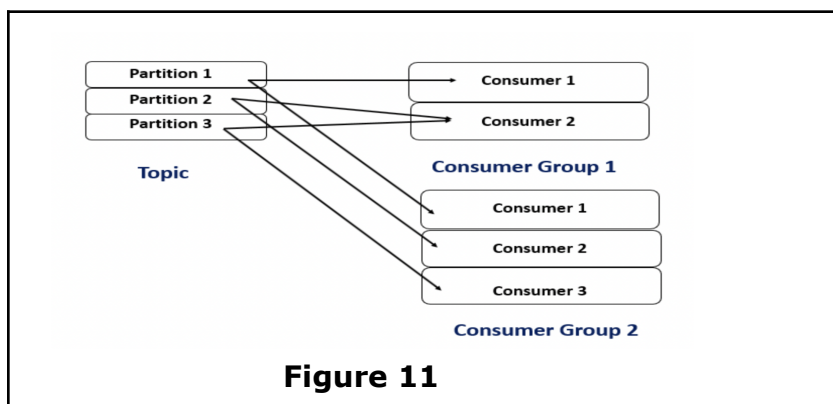 Partition 1
Partition 2
Partition 3
Topic
Consumer 1
Consumer 2
Consumer Group 1
Consumer 1
Consumer 2
Consumer 3
Consumer Group 2
Figure 11